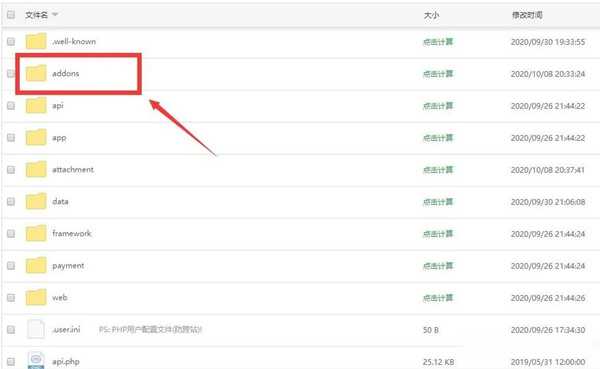 文件名 大小 修改时间
.well-known 点击计算 2020/09/30 19:33:55
addons 点击计算 2020/10/08 20:33:24
api 点击计算 2020/09/26 21:44:22
app 点击计算 2020/09/26 21:44:22
attachment 点击计算 2020/10/08 20:37:41
data 点击计算 2020/09/30 21:06:08
framework 点击计算 2020/09/26 21:44:24
payment 点击计算 2020/09/26 21:44:24
web 点击计算 2020/09/26 21:44:26
.user.ini PS: PHP用户配置文件(防跨站)! 50 B 2020/09/26 17:34:30
api.php 25.12 KB 2019/05/31 12:00:00